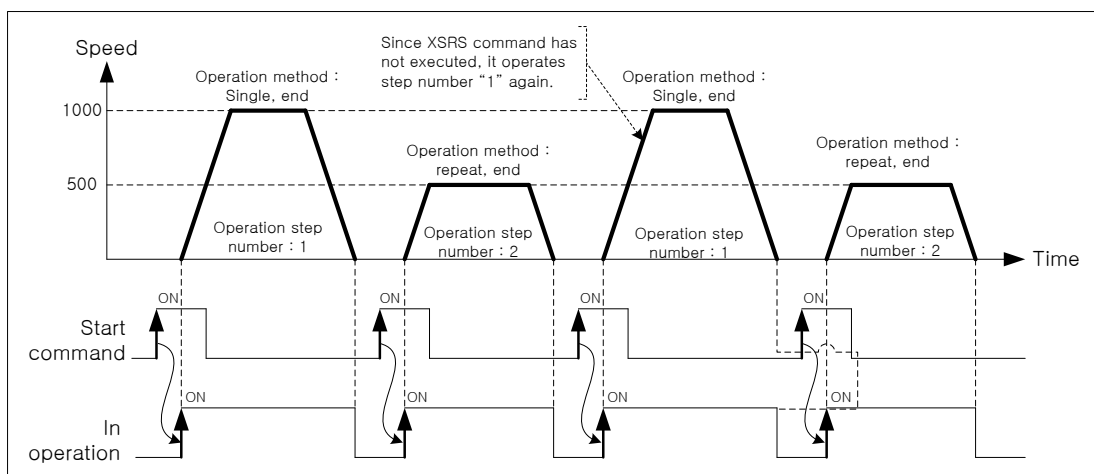 Speed
Since XSRS command has
not executed, it operates
step number “1” again.
Operation method :
Single, end
Operation method :
Single, end
1000
Operation method :
repeat, end
Operation method :
repeat, end
500
Operation step
number : 1
Operation step
number : 2
Operation step
number : 1
Operation step
number : 2
Time
ON
ON
ON
ON
Start
command
ON
ON
ON
ON
In
operation